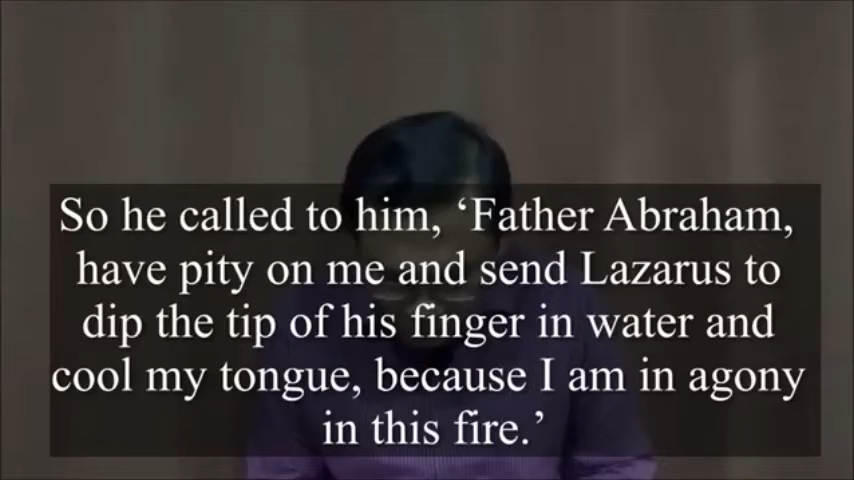 So he called to him, ‘Father Abraham,
have pity on me and send Lazarus to
dip the tip of his finger in water and
cool my tongue, because I am in agony
in this fire.’